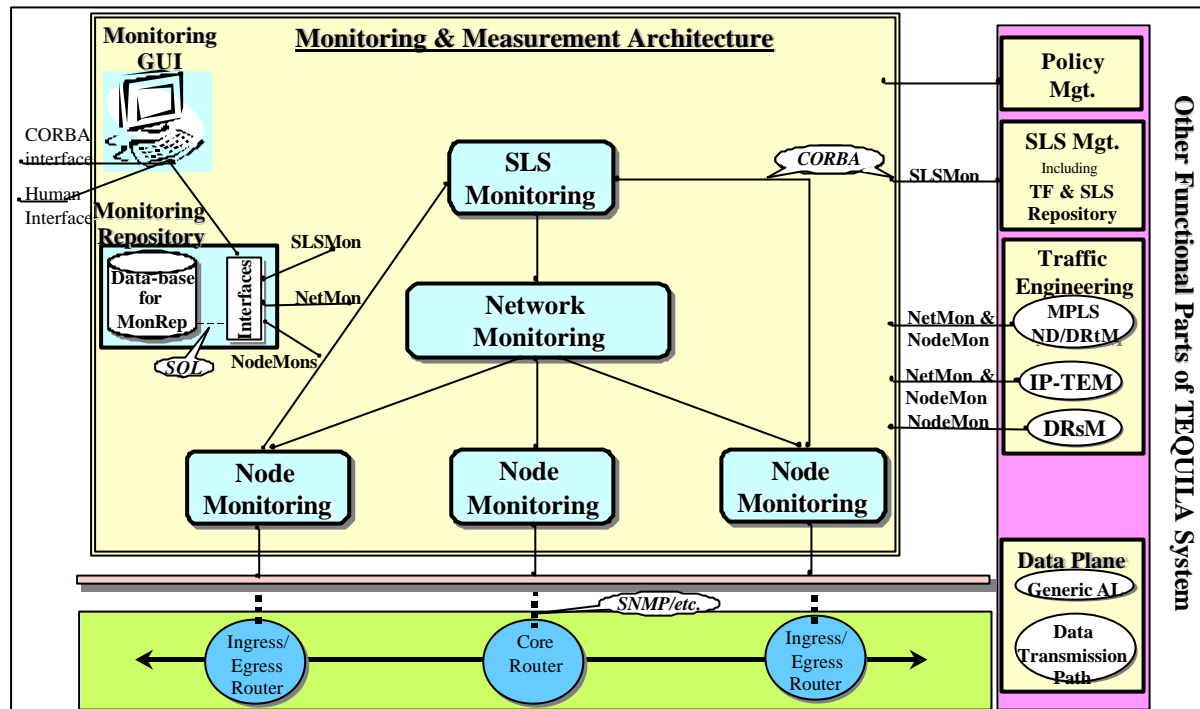 Monitoring & Measurement Architecture
Monitoring
GUI
CORBA
interface
Human
Interface
Monitoring
Repository
Data-base
for
MonRep
Interfaces
SQL
SLSMon
NetMon
NodeMons
SLS
Monitoring
CORBA
Network
Monitoring
Node
Monitoring
Node
Monitoring
Node
Monitoring
SNMP/etc.
Ingress/
Egress
Router
Core
Router
Ingress/
Egress
Router
SLSMon
NetMon &
NodeMon
NetMon &
NodeMon
NodeMon
Policy
Mgt.
SLS Mgt.
Including
TF & SLS
Repository
Traffic
Engineering
MPLS
ND/DRtM
IP-TEM
DRsM
Data Plane
Generic AL
Data
Transmission
Path
Other Functional Parts of TEQUILA System